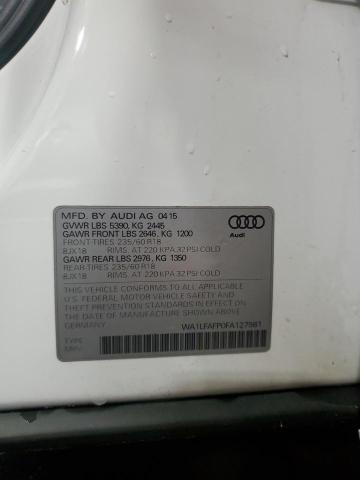 MFD. BY AUDI AG 04 15
GVWR LBS 5390, KG 2445
GAWR FRONT LBS 2646, KG 1200
FRONT-TIRES 235/60 R18
8JX18 RIMS. AT 220 KPA,32 PSI COLD
GAWR REAR LBS 2976, KG 1350
REAR-TIRES 235/60 R18
8JX18 RIMS. AT 220 KPA,32 PSI COLD
Audi
THIS VEHICLE CONFORMS TO ALL APPLICABLE
U.S. FEDERAL MOTOR VEHICLE SAFETY AND
THEFT PREVENTION STANDARDS IN EFFECT ON
THE DATE OF MANUFACTURE SHOWN ABOVE.
WA1LFAFP0FA127981
TYPE: